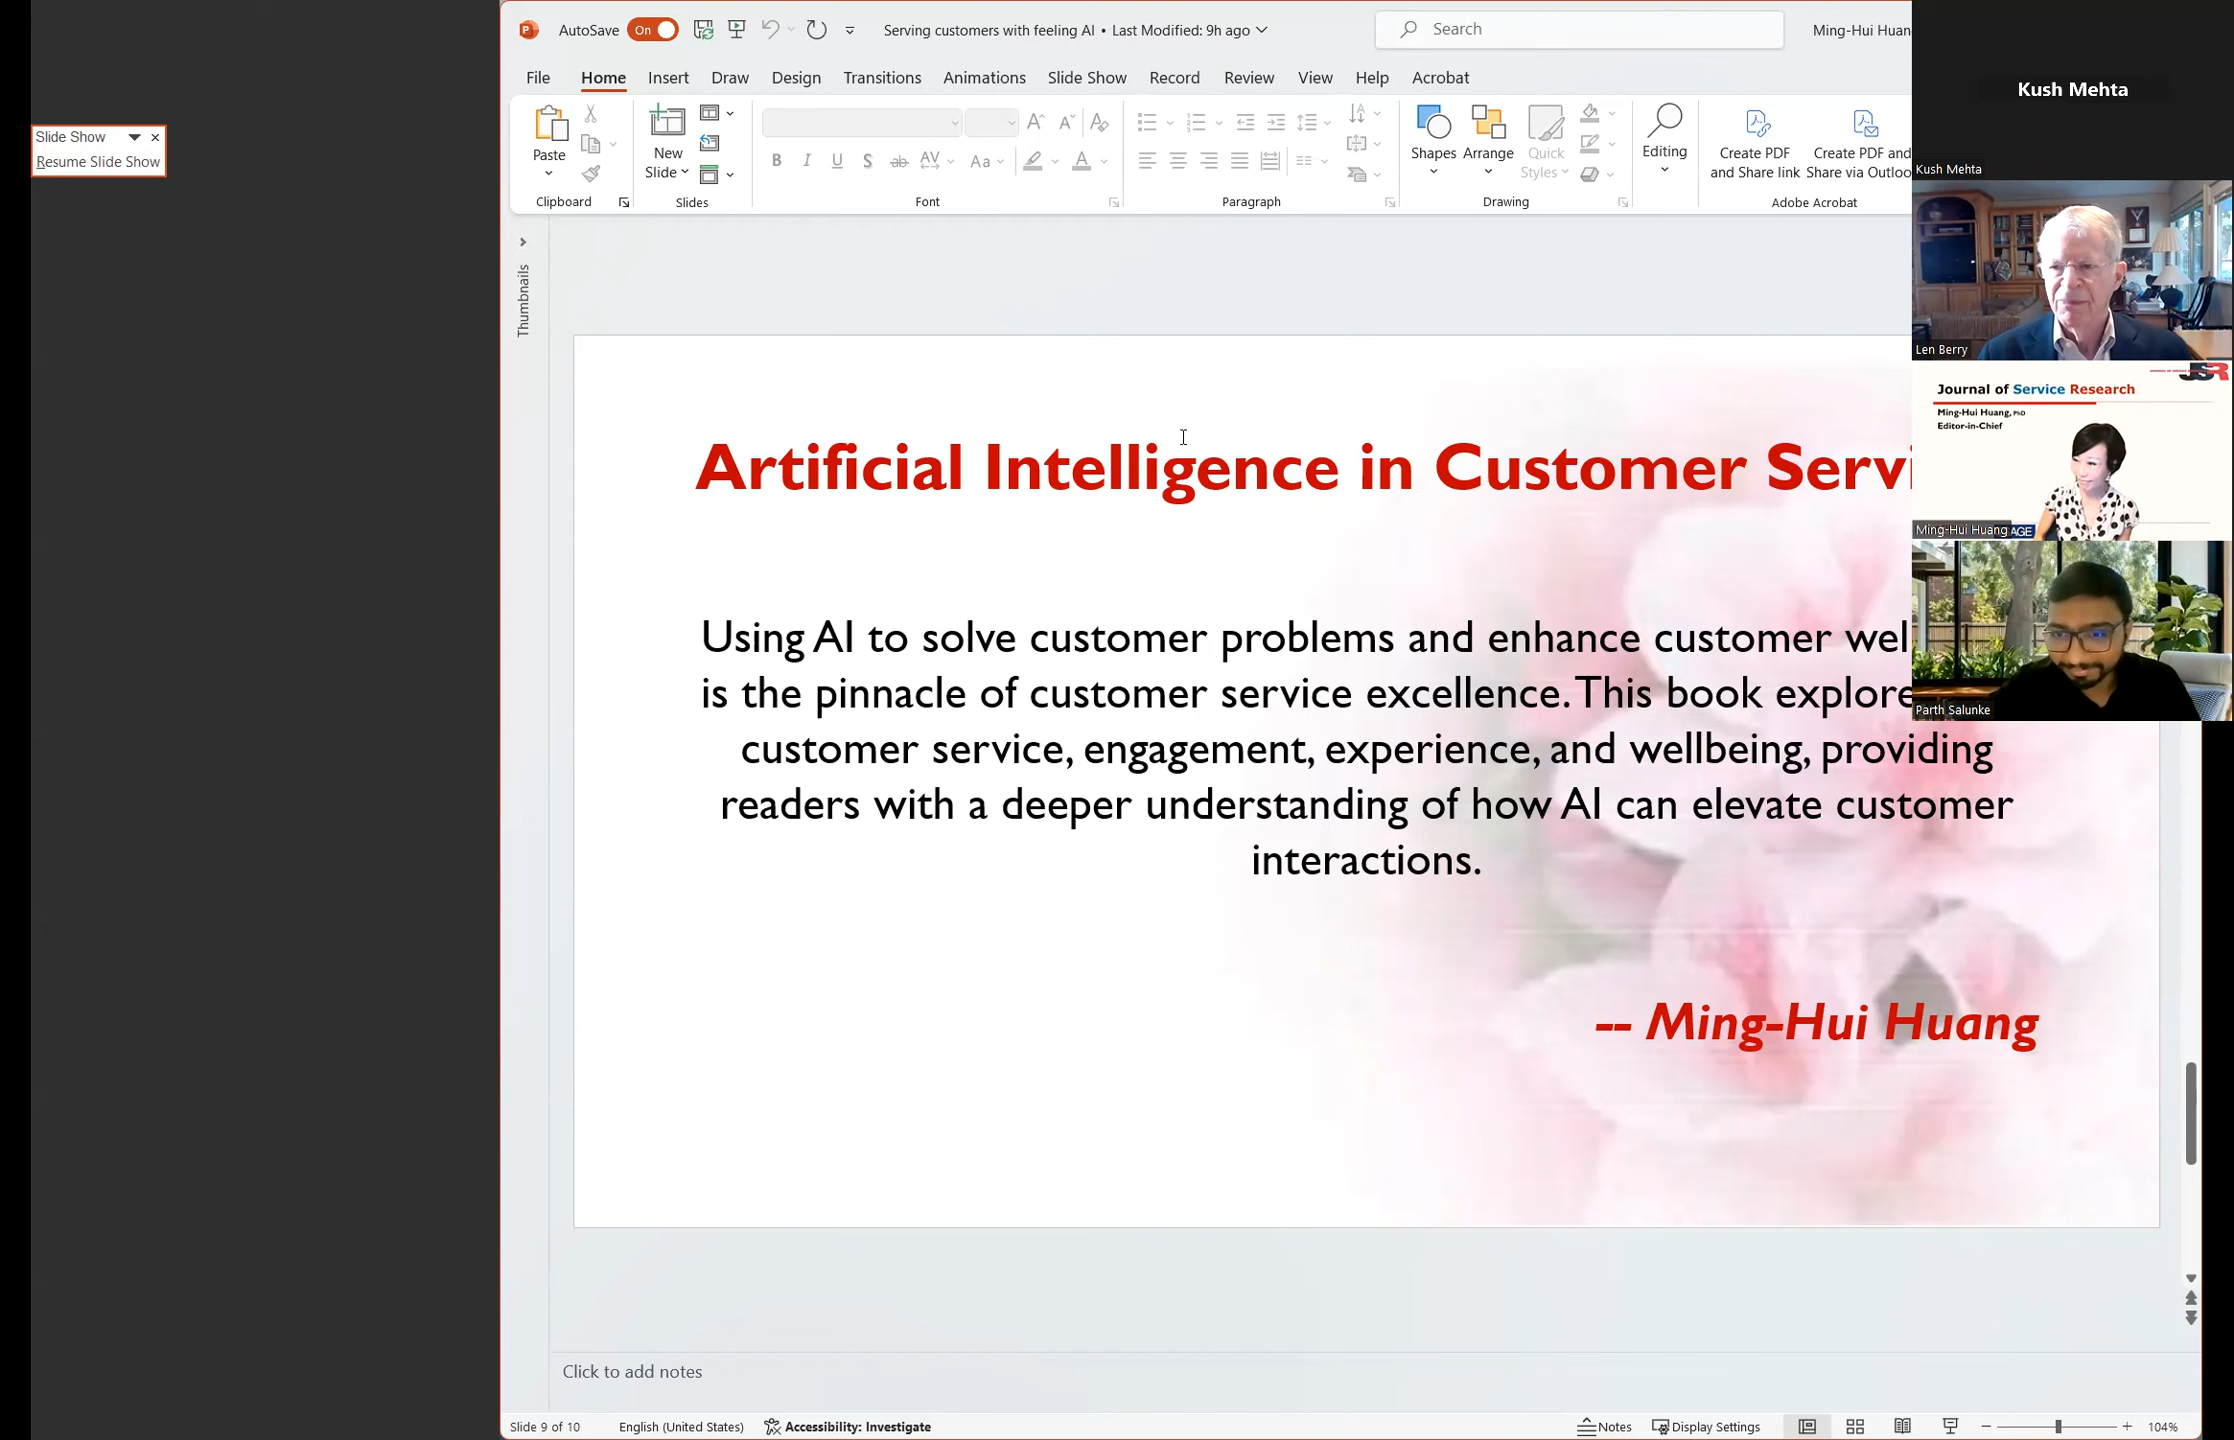 AutoSave On
Serving customers with feeling AI • Last Modified: 9h ago
Search
Ming-Hui Huan
File Home Insert Draw Design Transitions Animations Slide Show Record Review View Help Acrobat
Slide Show
Resume Slide Show
Paste
New
Slide
B I U S ab AV Aa A
Shapes
Arrange
Quick
Styles
Editing
Create PDF
and Share link
Create PDF and
Share via Outloo
Clipboard
Slides
Font
Paragraph
Drawing
Adobe Acrobat
Thumbnails
Artificial Intelligence in Customer Servi
Using AI to solve customer problems and enhance customer wel
is the pinnacle of customer service excellence. This book explore
customer service, engagement, experience, and wellbeing, providing
readers with a deeper understanding of how AI can elevate customer
interactions.
-- Ming-Hui Huang
Kush Mehta
Kush Mehta
Len Berry
JSR
Journal of Service Research
Ming-Hui Huang, PhD
Editor-in-Chief
Ming-Hui Huang
AGE
Parth Salunke
Click to add notes
Slide 9 of 10
English (United States)
Accessibility: Investigate
Notes
Display Settings
104%